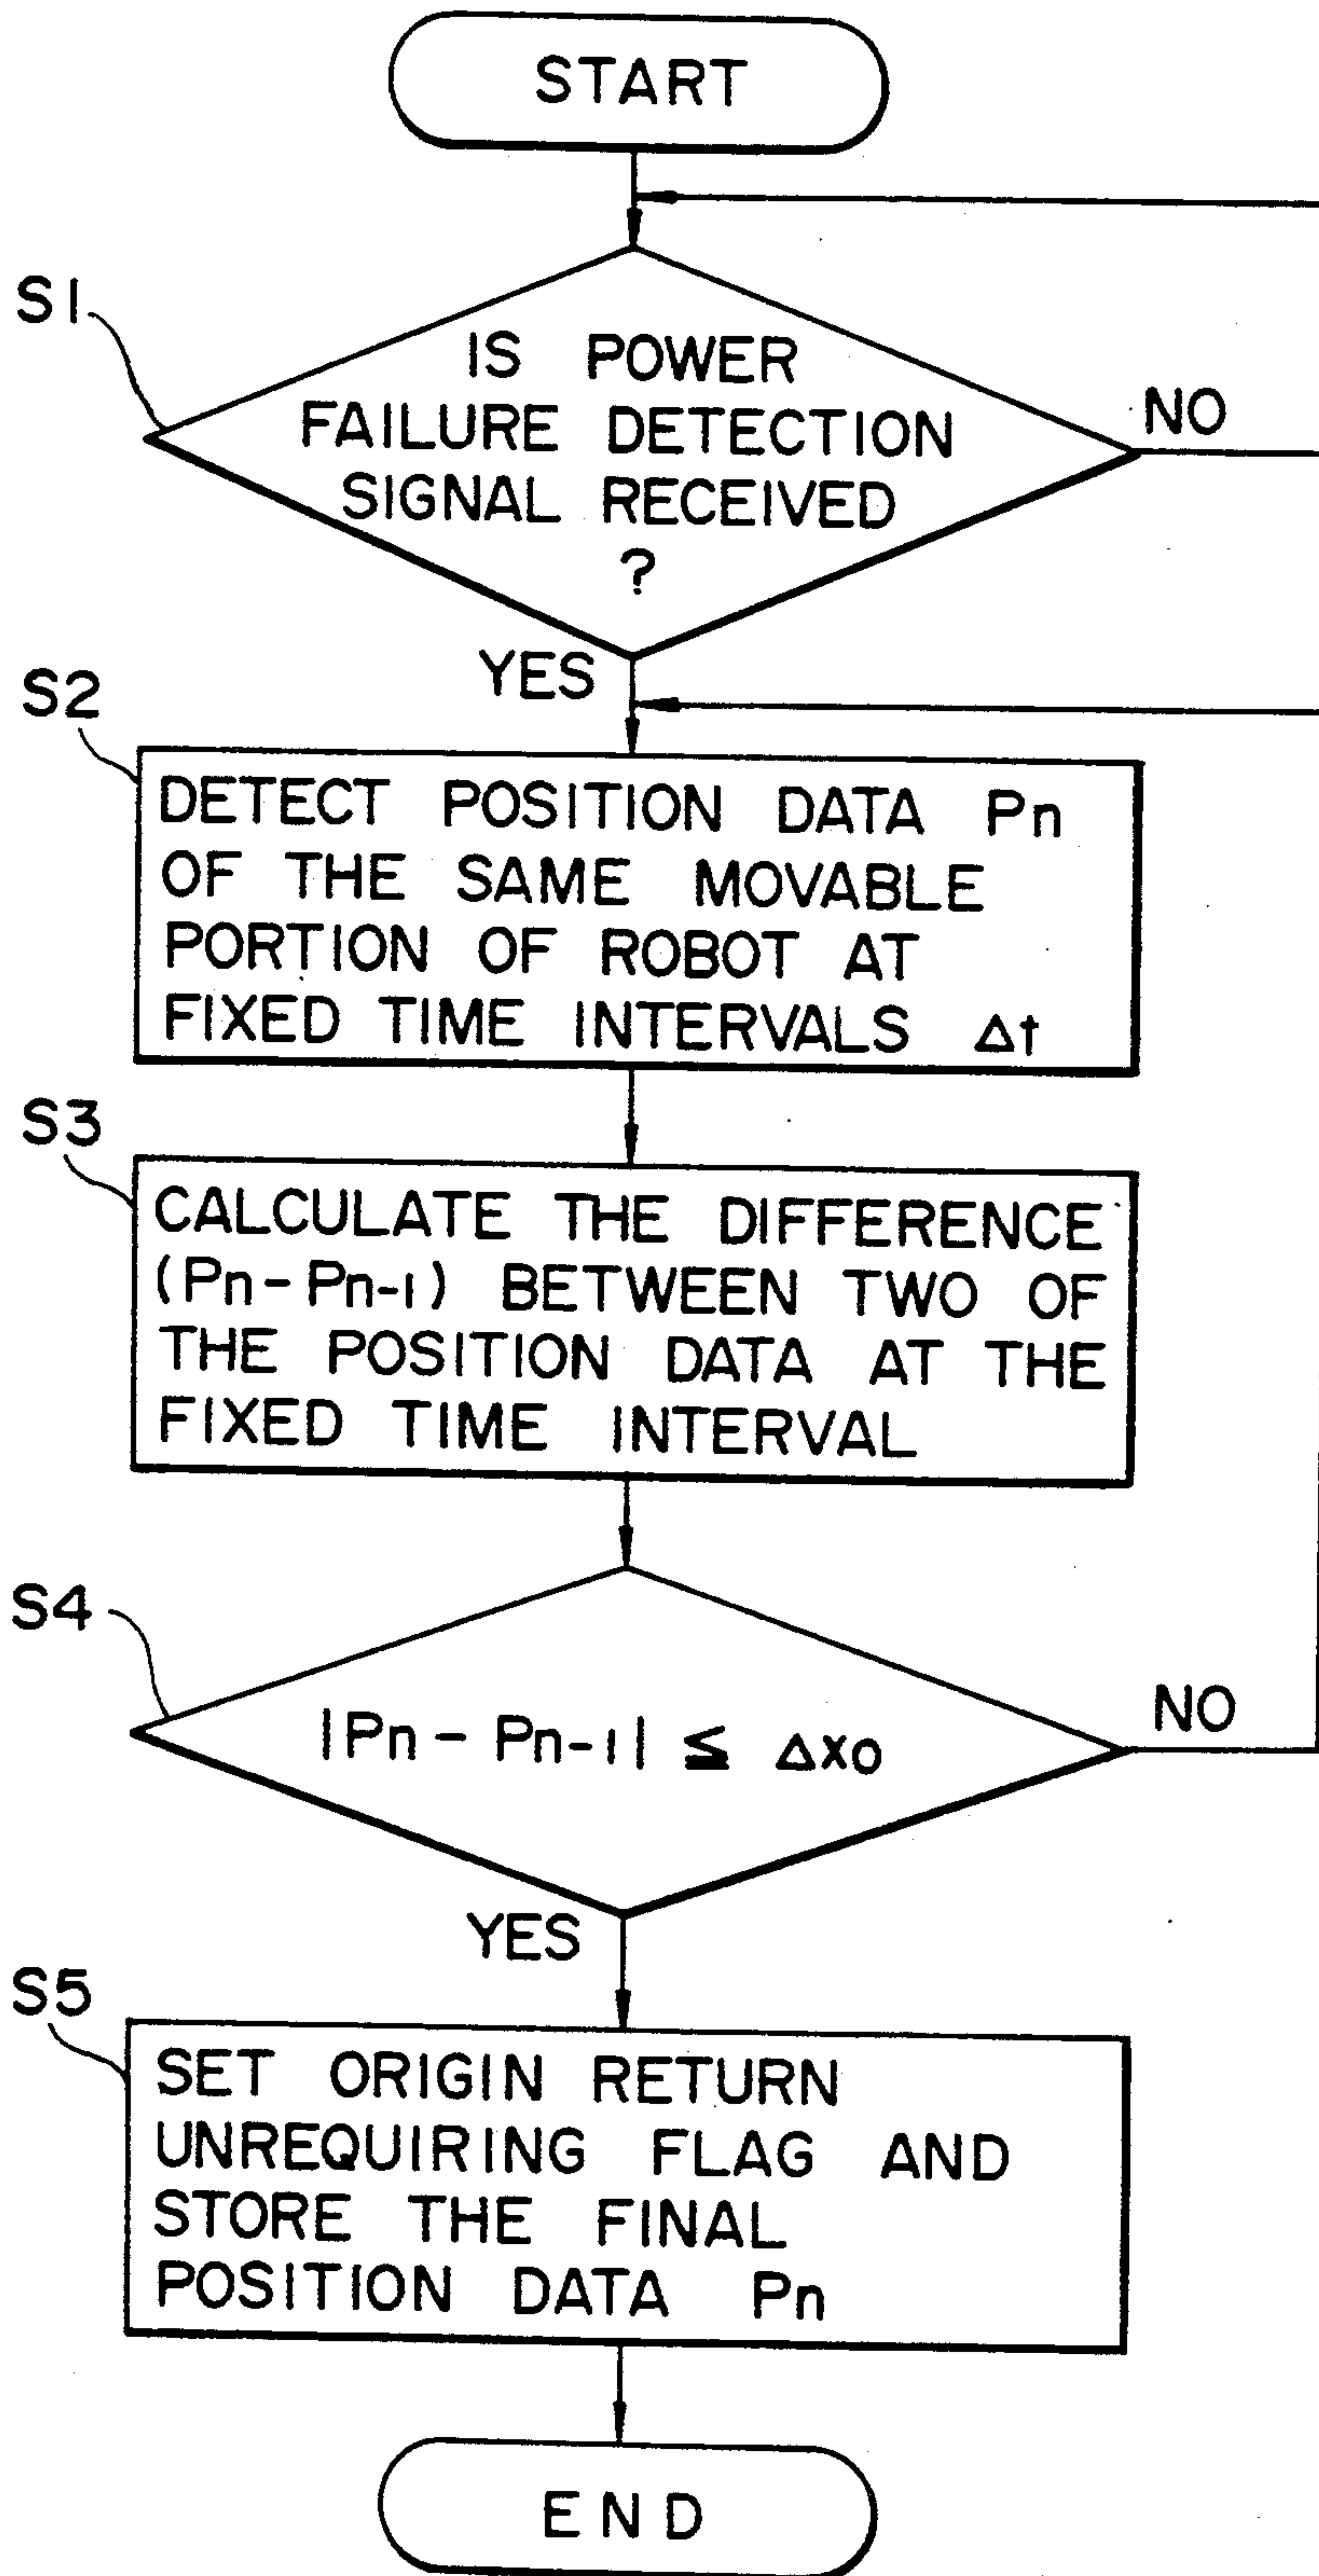 START
S1
IS POWER
FAILURE DETECTION
SIGNAL RECEIVED
?
NO
YES
S2
DETECT POSITION DATA Pn
OF THE SAME MOVABLE
PORTION OF ROBOT AT
FIXED TIME INTERVALS Δt
S3
CALCULATE THE DIFFERENCE
(Pn-Pn-1) BETWEEN TWO OF
THE POSITION DATA AT THE
FIXED TIME INTERVAL
S4
|Pn - Pn-1| ≦ Δx0
NO
YES
S5
SET ORIGIN RETURN
UNREQUIRING FLAG AND
STORE THE FINAL
POSITION DATA Pn
END